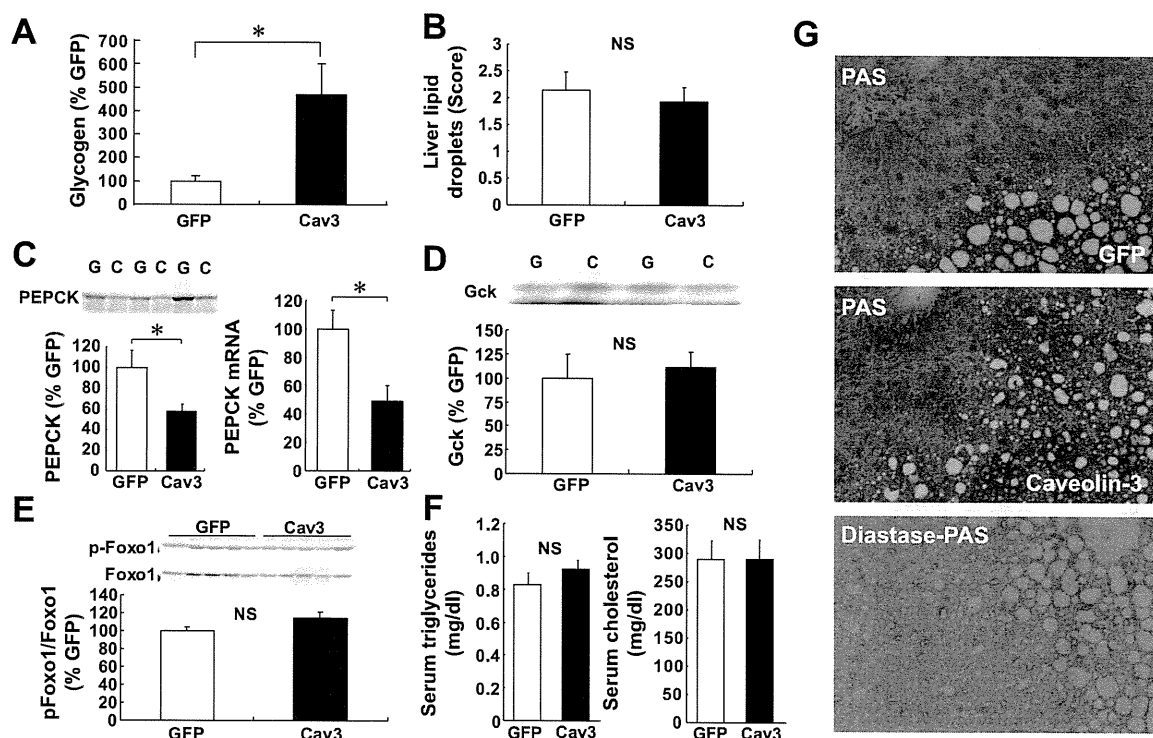 A
Glycogen (% GFP)
700
600
500
400
300
200
100
0
*
GFP Cav3
B
Liver lipid
droplets (Score)
3
2.5
2
1.5
1
0.5
0
NS
GFP Cav3
C
G C G C G C
PEPCK
PEPCK (% GFP)
120
100
80
60
40
20
0
*
GFP Cav3
PEPCK mRNA
(% GFP)
120
100
80
60
40
20
0
*
GFP Cav3
D
G C G C
Gck
Gck (% GFP)
150
125
100
75
50
25
0
NS
GFP Cav3
E
GFP Cav3
p-Foxo1
Foxo1
pFoxo1/Foxo1
(% GFP)
140
120
100
80
60
40
20
0
NS
GFP Cav3
F
Serum triglycerides
(mg/dl)
1.2
1.0
0.8
0.6
0.4
0.2
0
NS
GFP Cav3
Serum cholesterol
(mg/dl)
350
300
250
200
150
100
50
0
NS
GFP Cav3
G
PAS
GFP
PAS
Caveolin-3
Diastase-PAS